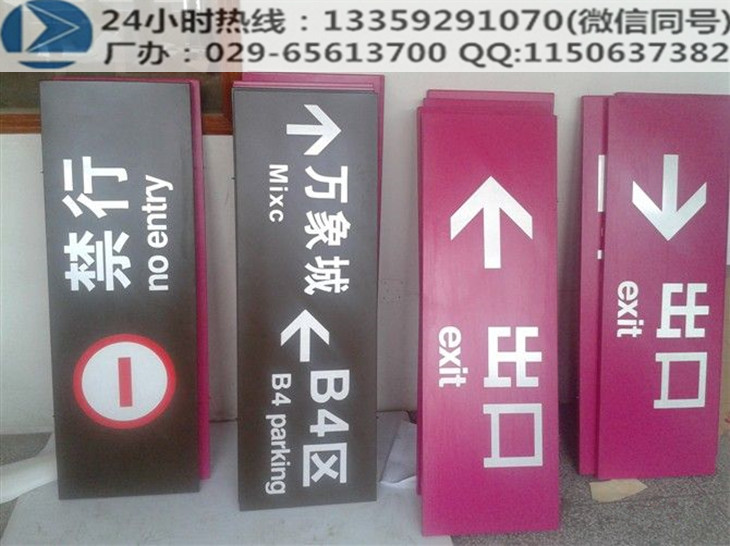 24小时热线：13359291070(微信同号)
厂办：029-65613700 QQ:1150637382
禁行
no entry
万象城
Mixc
B4区
B4 parking
出口
exit
出口
exit